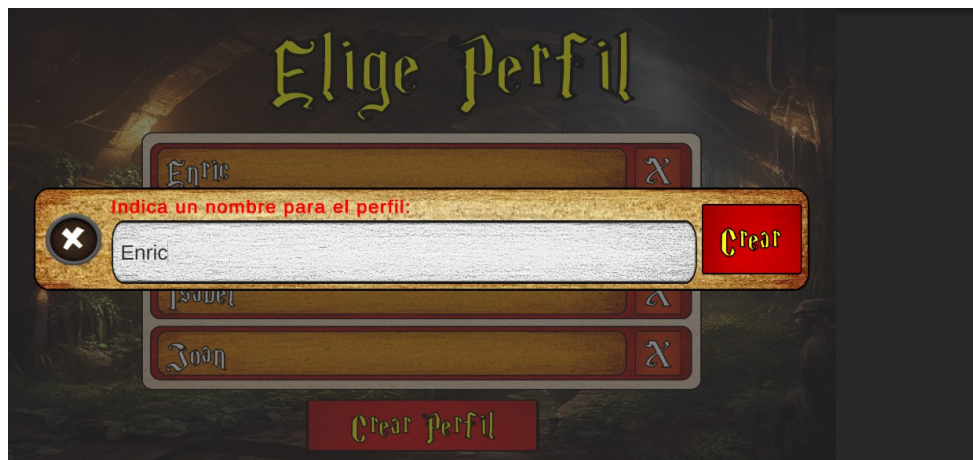 Elige Perfil
Enric
X
Indica un nombre para el perfil:
Enric
Crear
Isabel
X
Joan
X
Crear Perfil